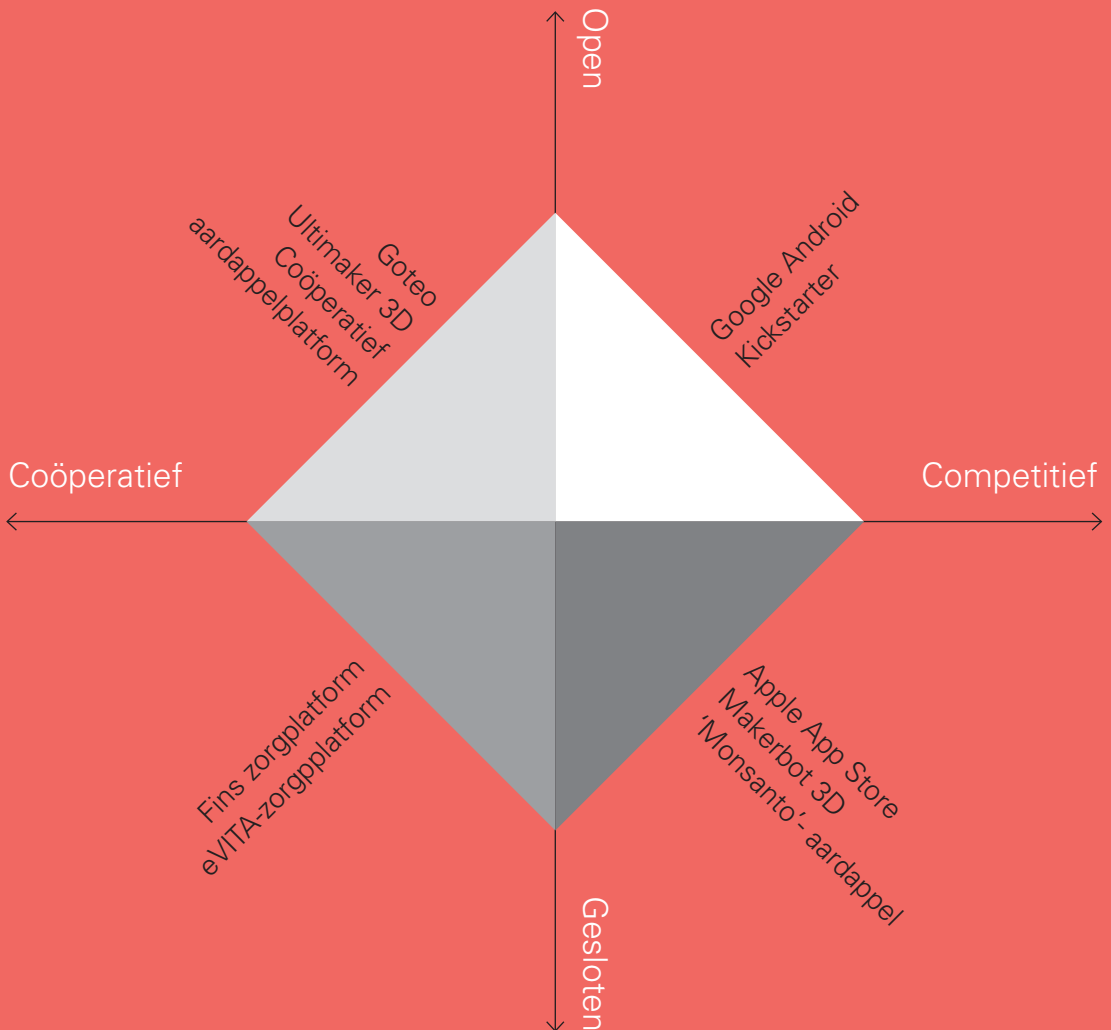 Open
Goteo
Ultimaker 3D
Coöperatief
aardappelplatform
Google Android
Kickstarter
Coöperatief
Competitief
Fins zorgplatform
eVITA-zorgpplatform
Apple App Store
Makerbot 3D
‘Monsanto’- aardappel
Gesloten